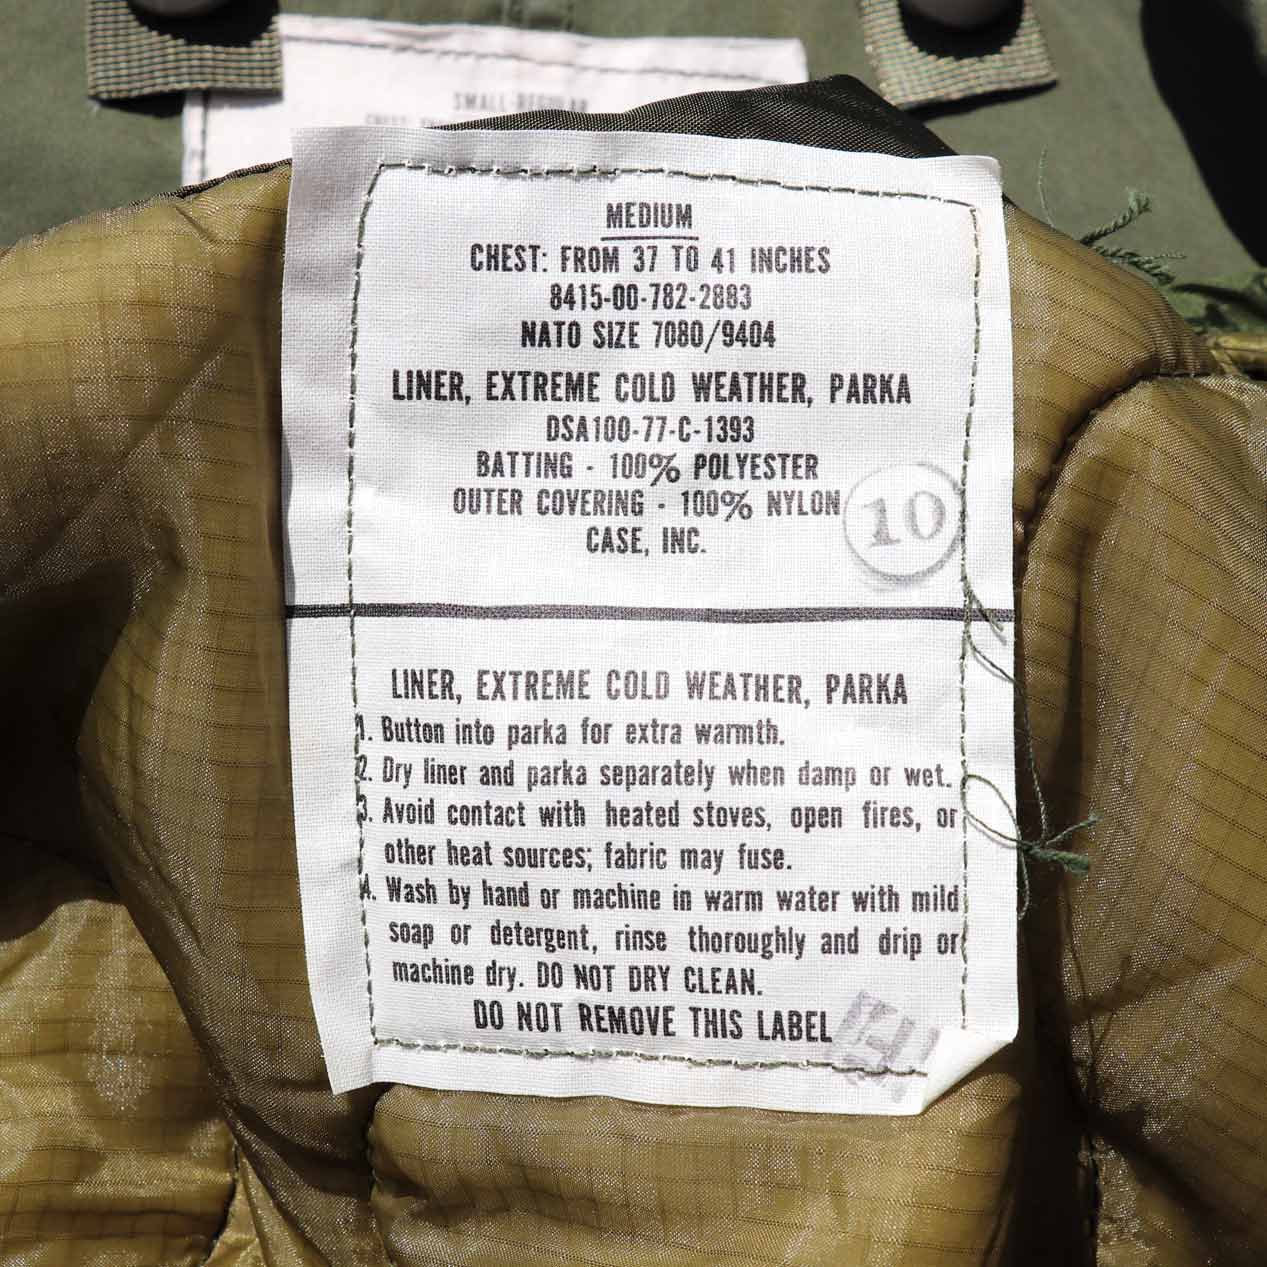 SMALL-REGULAR
MEDIUM
CHEST: FROM 37 TO 41 INCHES
8415-00-782-2883
NATO SIZE 7080/9404
LINER, EXTREME COLD WEATHER, PARKA
DSA100-77-C-1393
BATTING - 100% POLYESTER
OUTER COVERING - 100% NYLON
10
CASE, INC.
LINER, EXTREME COLD WEATHER, PARKA
1. Button into parka for extra warmth.
2. Dry liner and parka separately when damp or wet.
3. Avoid contact with heated stoves, open fires, or
other heat sources; fabric may fuse.
4. Wash by hand or machine in warm water with mild
soap or detergent, rinse thoroughly and drip or
machine dry. DO NOT DRY CLEAN.
DO NOT REMOVE THIS LABEL